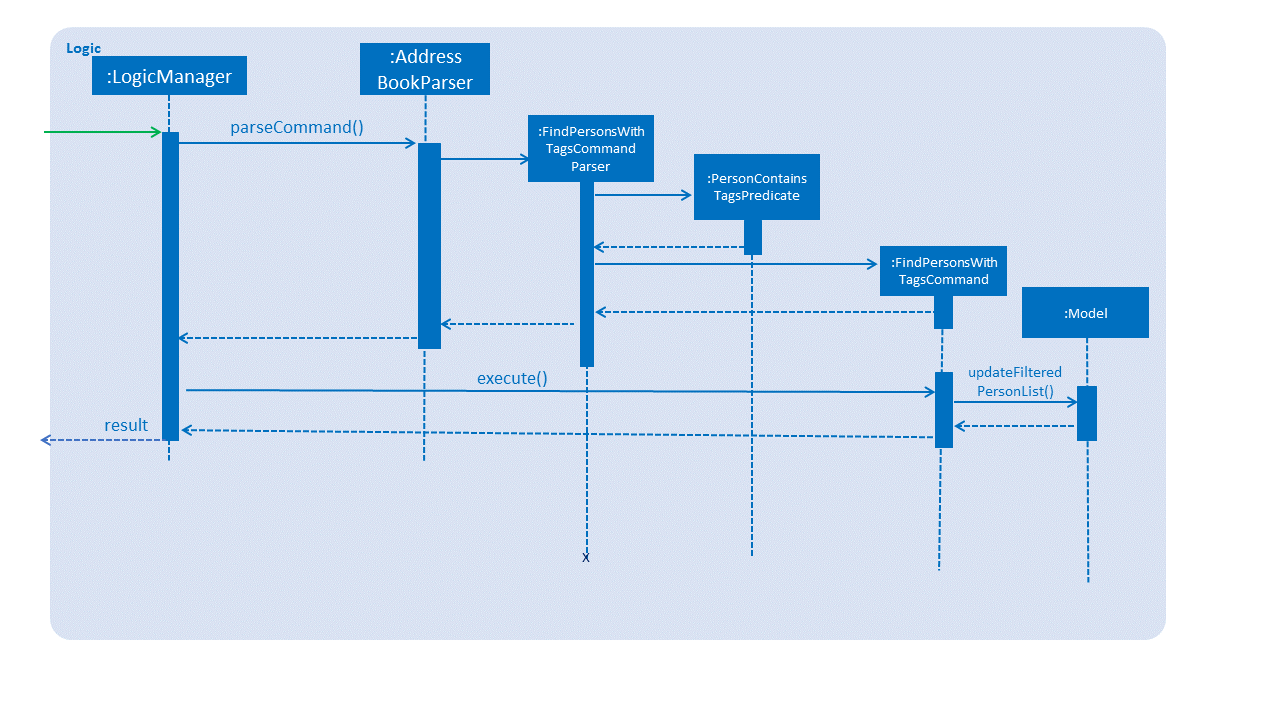 Logic
:LogicManager
:Address
BookParser
parseCommand()
:FindPersonsWith
TagsCommand
Parser
:PersonContains
TagsPredicate
:FindPersonsWith
TagsCommand
:Model
execute()
updateFiltered
PersonList()
result
x